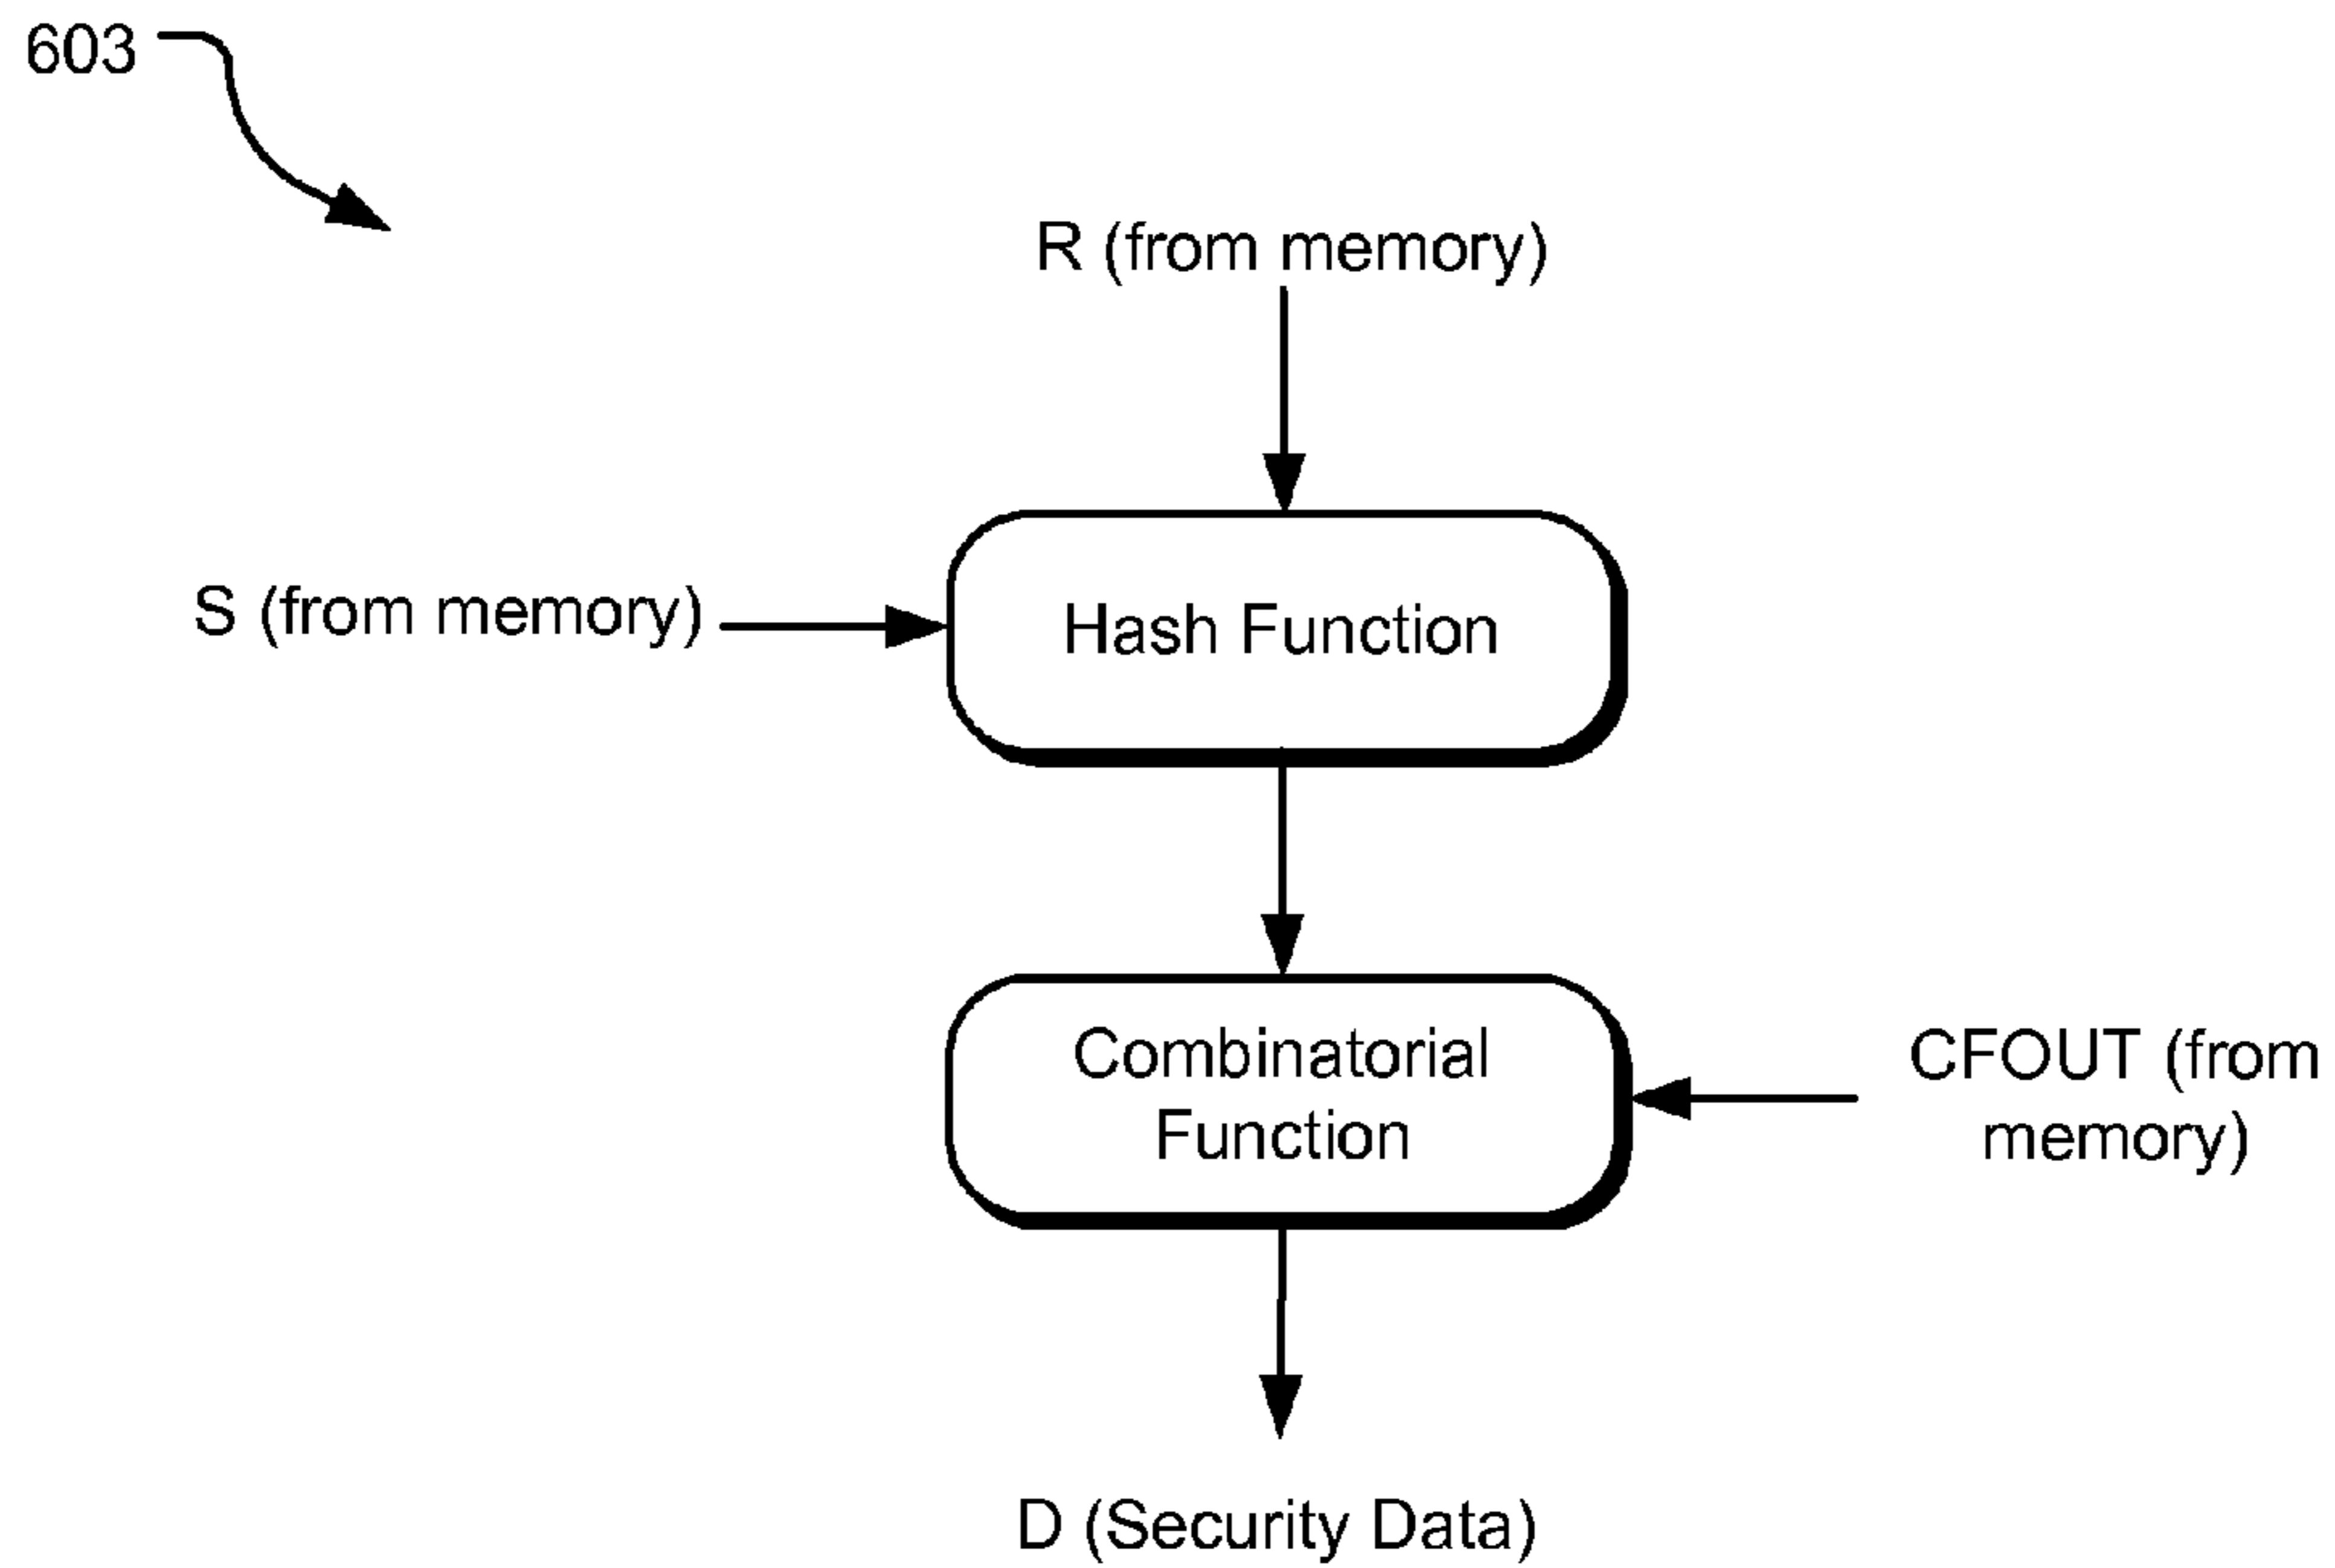 603
R (from memory)
S (from memory)
Hash Function
Combinatorial
Function
CFOUT (from
memory)
D (Security Data)